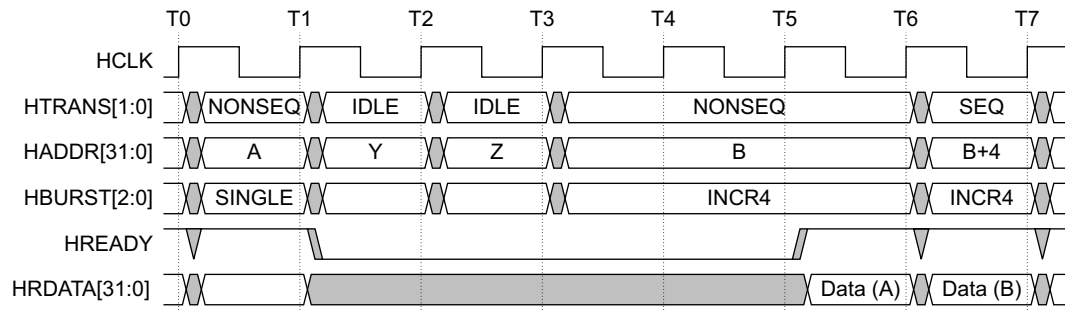 T0 T1 T2 T3 T4 T5 T6 T7
HCLK
HTRANS[1:0] NONSEQ IDLE IDLE NONSEQ SEQ
HADDR[31:0] A Y Z B B+4
HBURST[2:0] SINGLE INCR4 INCR4
HREADY
HRDATA[31:0] Data (A) Data (B)